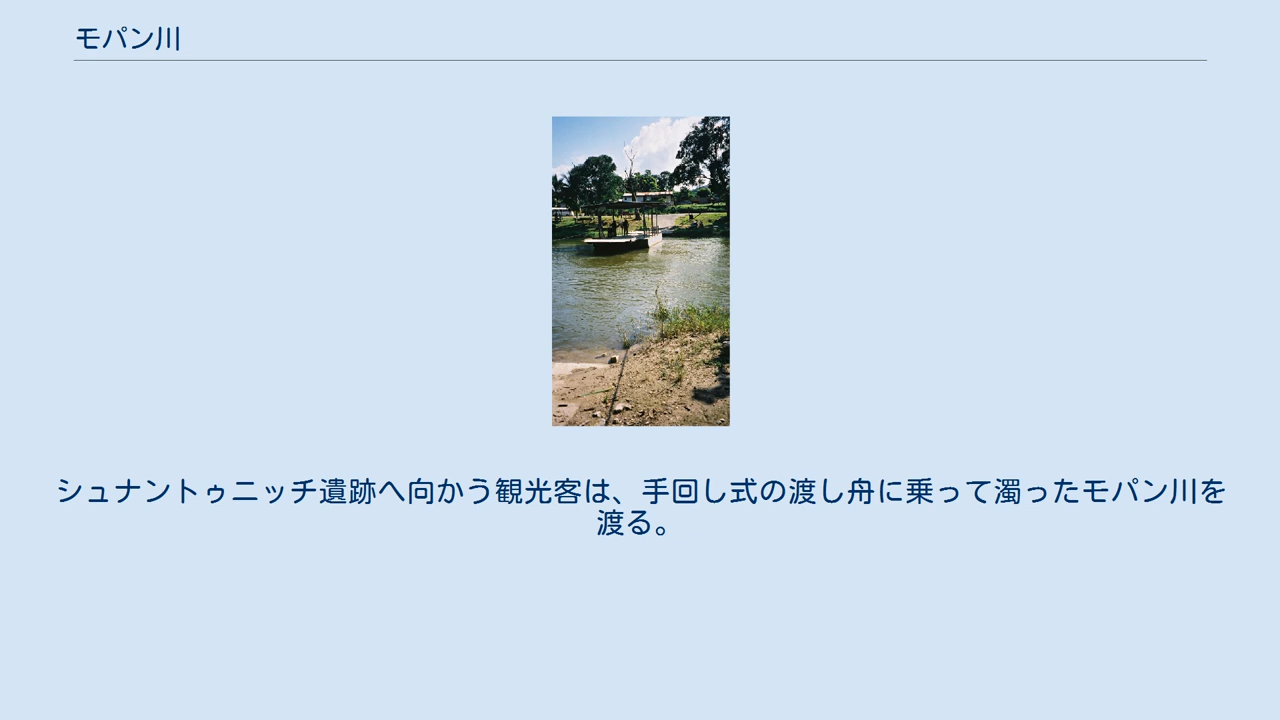 モパン川
シュナントゥニッチ遺跡へ向かう観光客は、手回し式の渡し舟に乗って濁ったモパン川を
渡る。